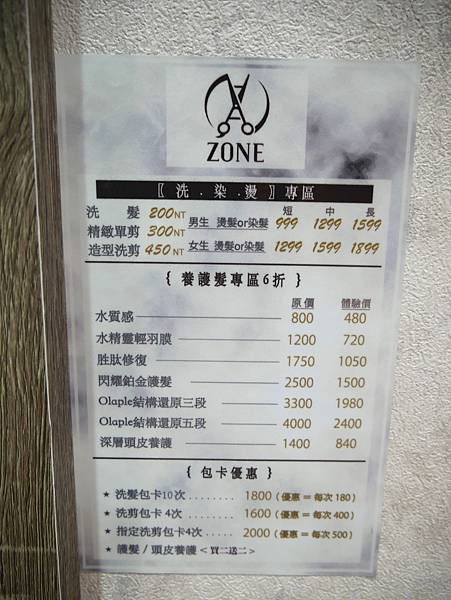 ZONE
〖 洗 . 染 . 燙 〗專區
短 中 長
洗 髮 200NT 男生 燙髮or染髮 999 1299 1599
精緻單剪 300NT
造型洗剪 450NT 女生 燙髮or染髮 1299 1599 1899
{ 養護髮專區6折 }
原價 體驗價
水質感 800 480
水精靈輕羽膜 1200 720
胜肽修復 1750 1050
閃耀鉑金護髮 2500 1500
Olaple結構還原三段 3300 1980
Olaple結構還原五段 4000 2400
深層頭皮養護 1400 840
{ 包卡優惠 }
★ 洗髮包卡10次 ........ 1800 (優惠 = 每次 180)
★ 洗剪包卡 4次 ........ 1600 (優惠 = 每次 400)
★ 指定洗剪包卡4次 ...... 2000 (優惠 = 每次 500)
★ 護髮 / 頭皮養護 < 買二送二 >